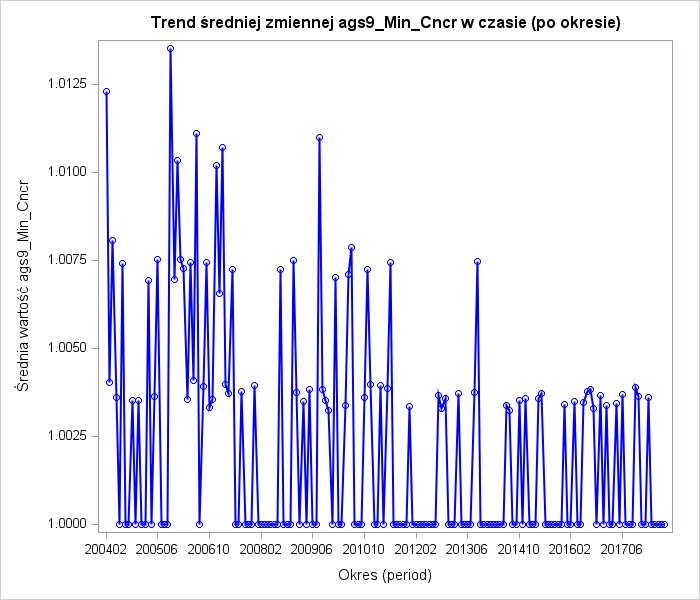 Trend średniej zmiennej ags9_Min_Cncr w czasie (po okresie)
Średnia wartość ags9_Min_Cncr
1.0125
1.0100
1.0075
1.0050
1.0025
1.0000
200402 200506 200610 200802 200906 201010 201202 201306 201410 201602 201706
Okres (period)